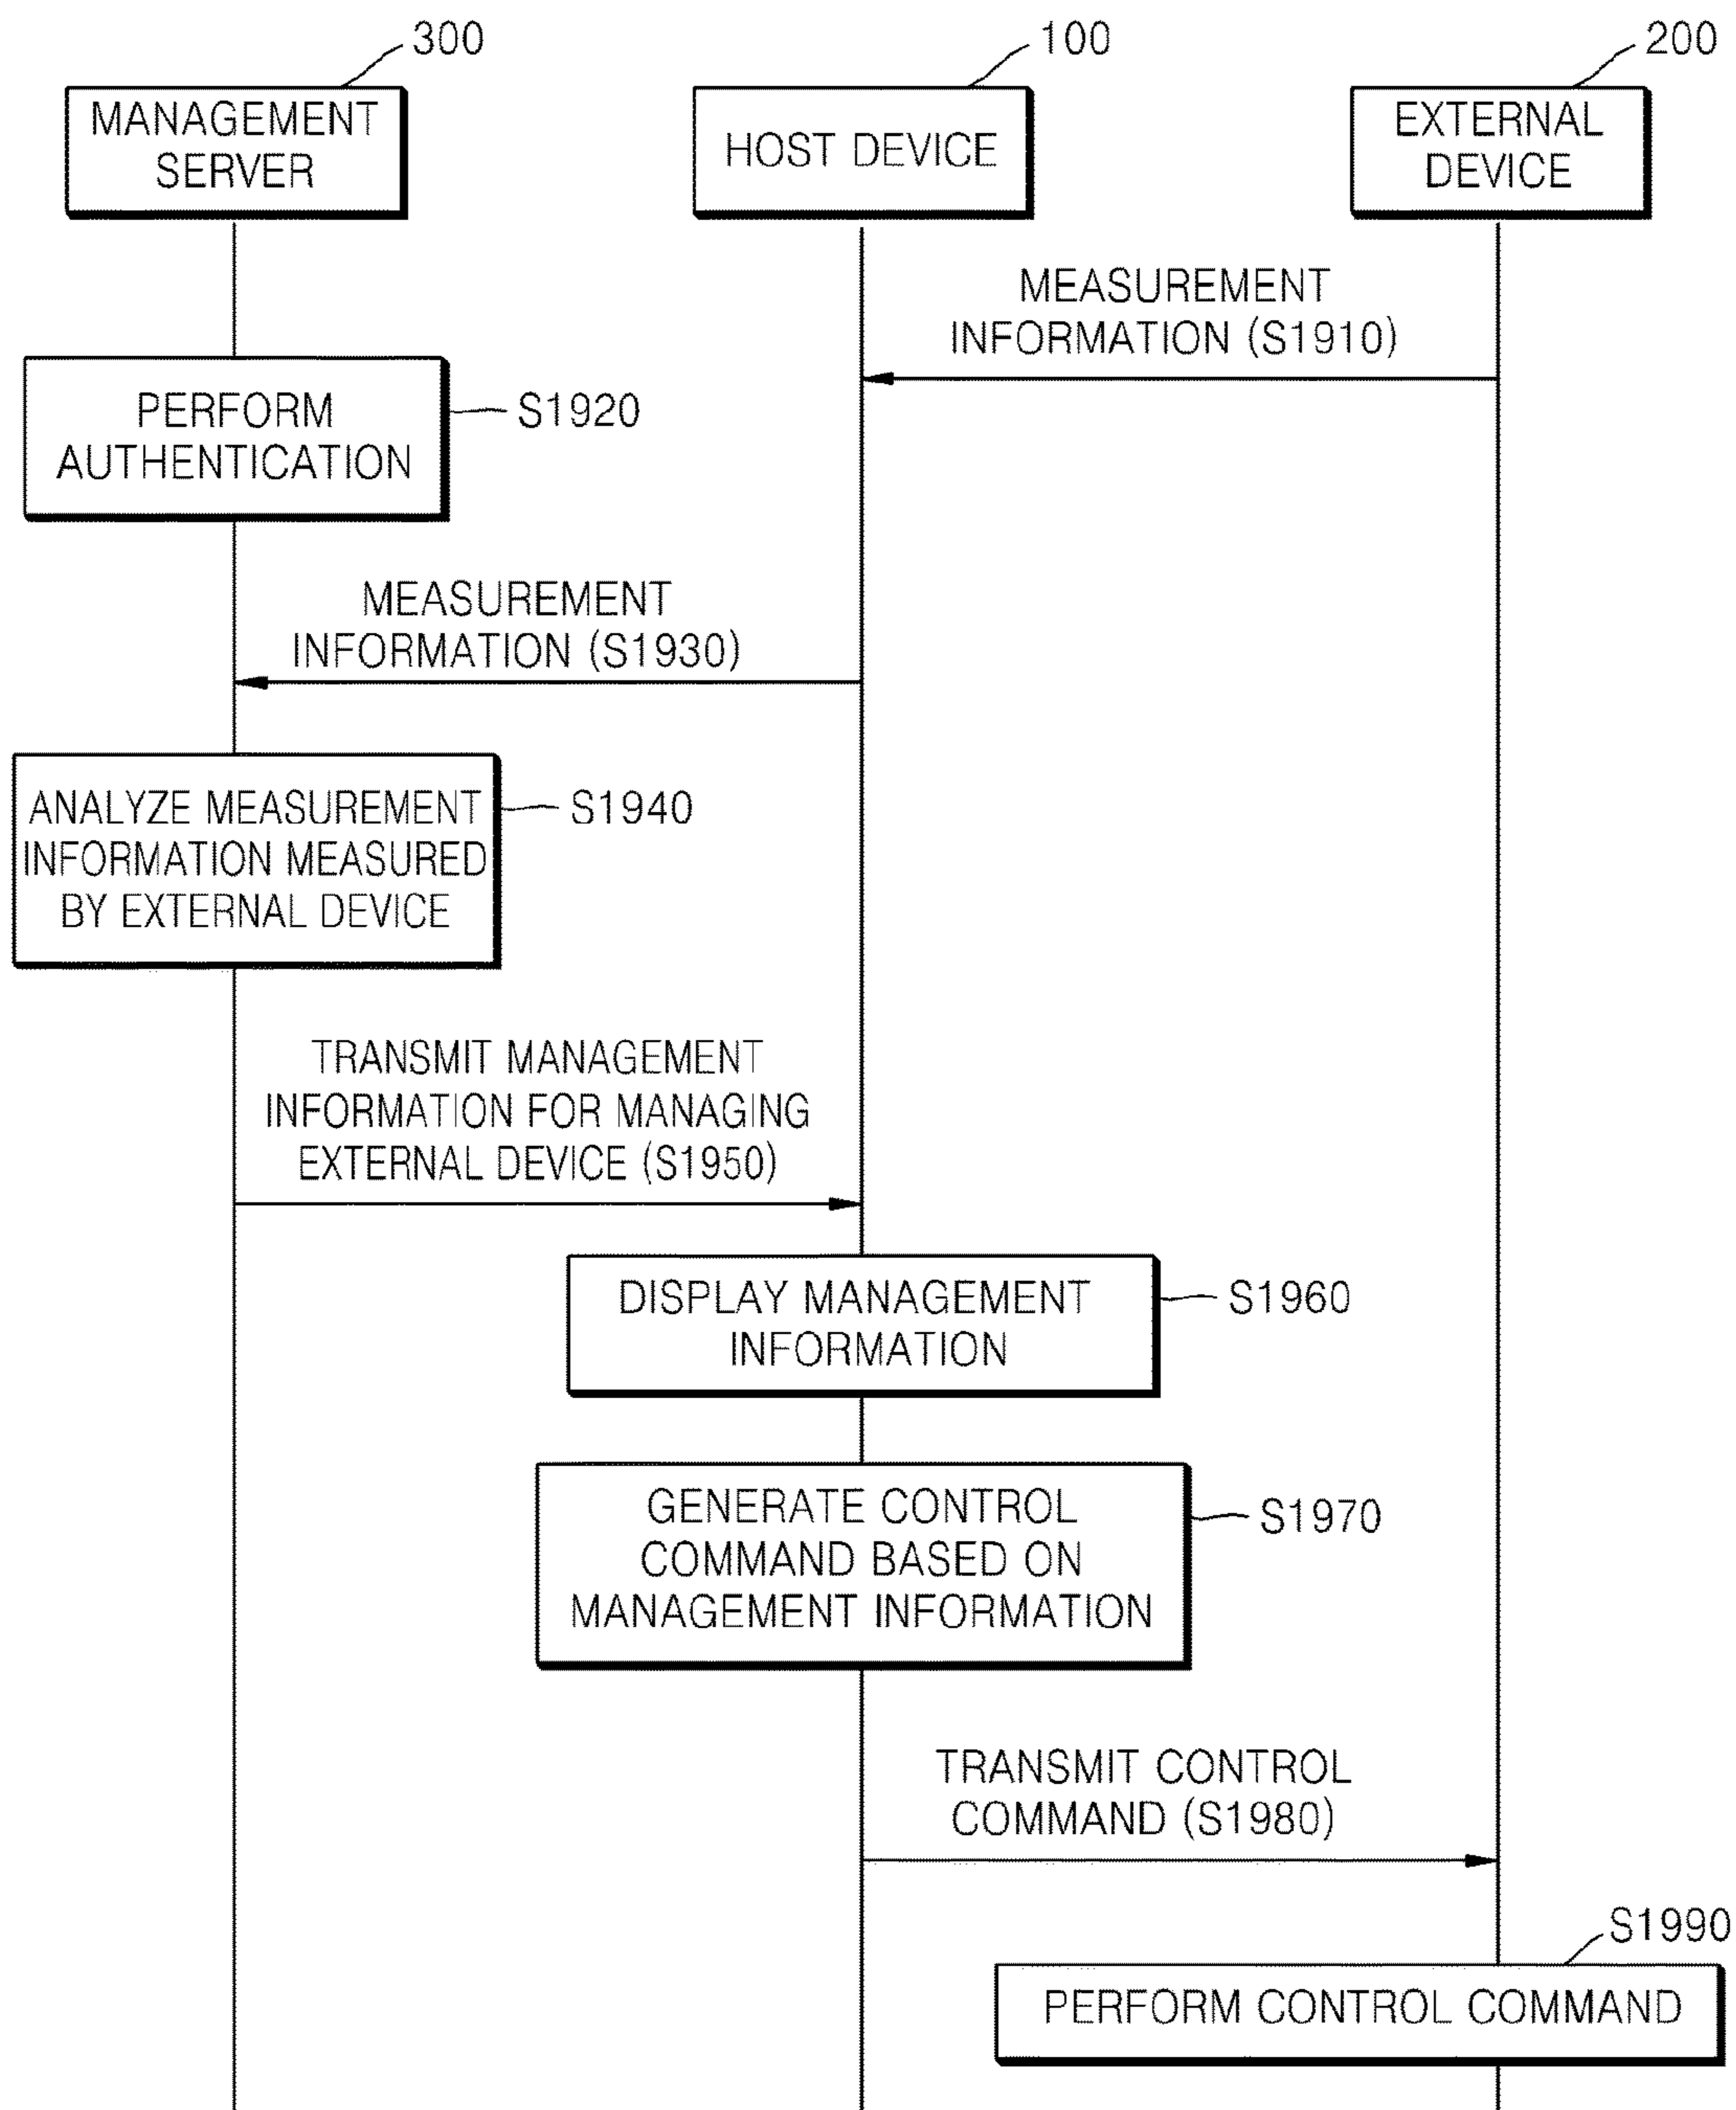 300
100
200
MANAGEMENT
SERVER
HOST DEVICE
EXTERNAL
DEVICE
MEASUREMENT
INFORMATION (S1910)
PERFORM
AUTHENTICATION
S1920
MEASUREMENT
INFORMATION (S1930)
ANALYZE MEASUREMENT
INFORMATION MEASURED
BY EXTERNAL DEVICE
S1940
TRANSMIT MANAGEMENT
INFORMATION FOR MANAGING
EXTERNAL DEVICE (S1950)
DISPLAY MANAGEMENT
INFORMATION
S1960
GENERATE CONTROL
COMMAND BASED ON
MANAGEMENT INFORMATION
S1970
TRANSMIT CONTROL
COMMAND (S1980)
S1990
PERFORM CONTROL COMMAND